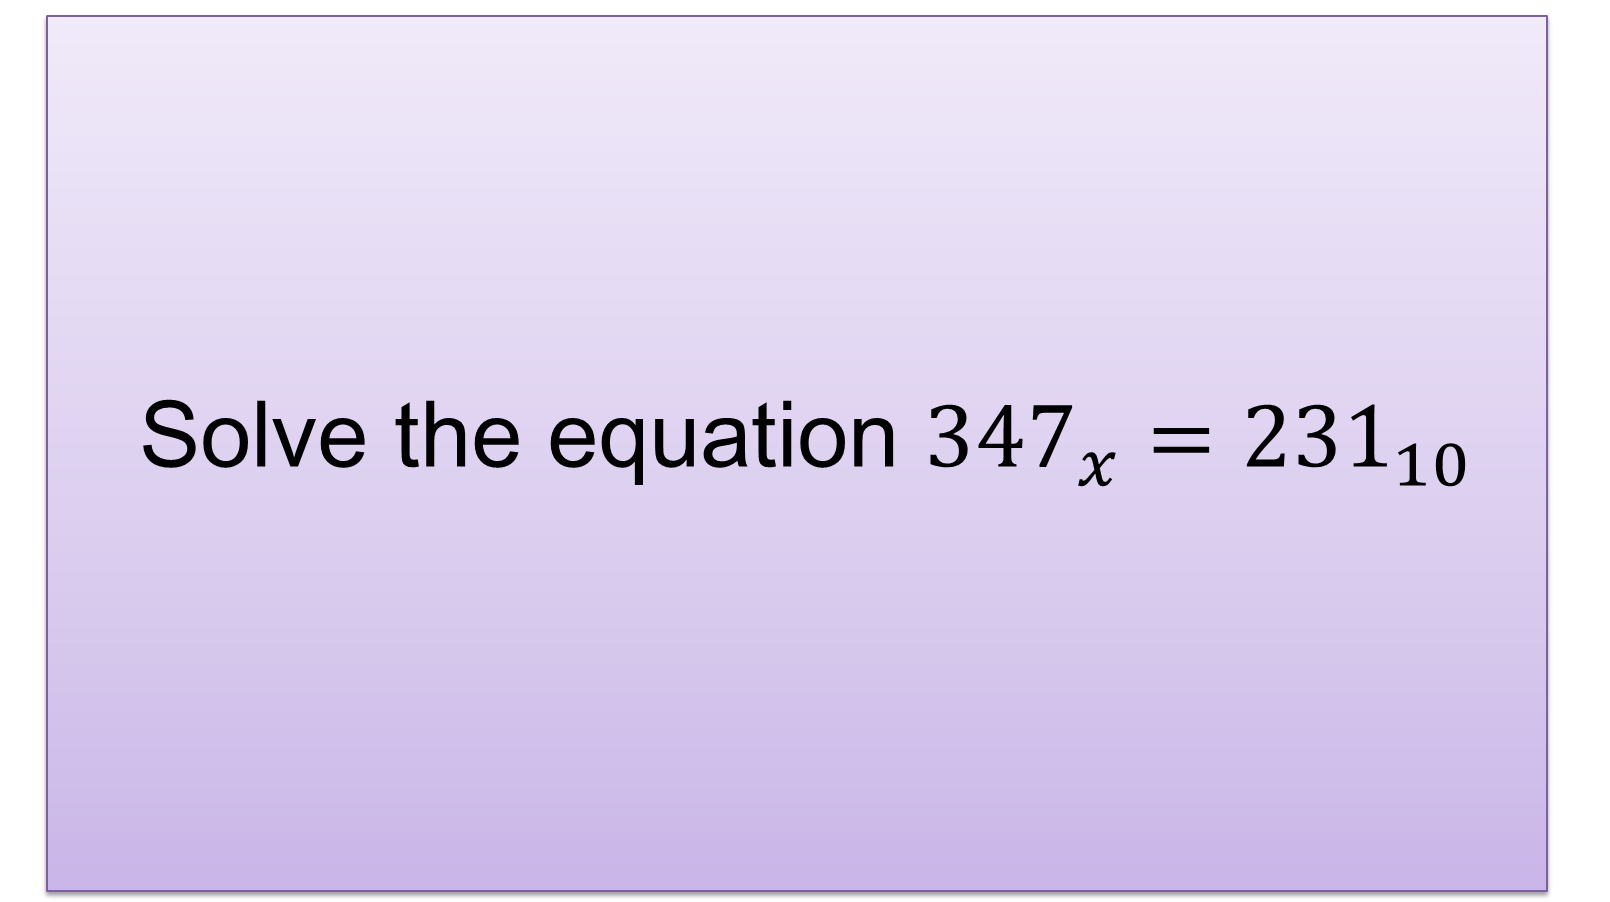 Solve the equation 347ₓ = 231₁₀